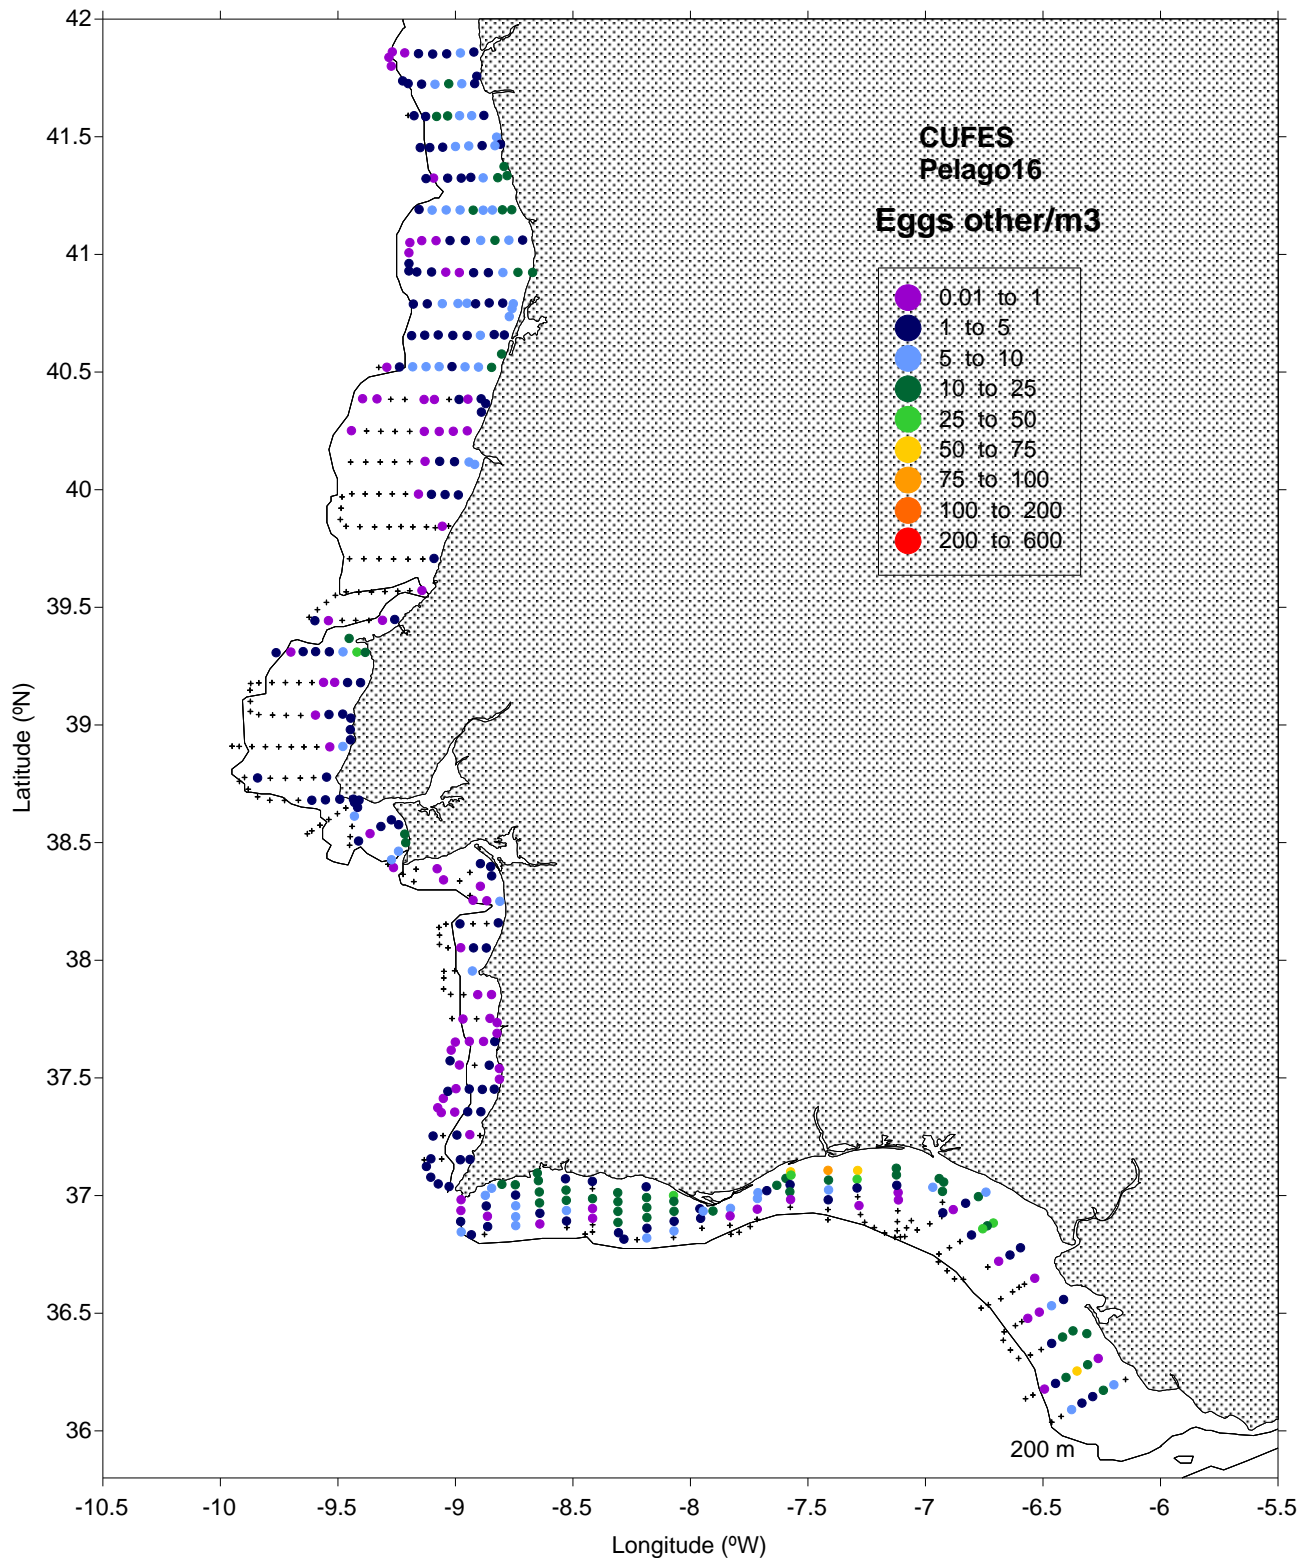 42
41.5
41
40.5
40
39.5
39
38.5
38
37.5
37
36.5
36
Latitude (ºN)
CUFES
Pelago16
Eggs other/m3
0.01 to 1
1 to 5
5 to 10
10 to 25
25 to 50
50 to 75
75 to 100
100 to 200
200 to 600
200 m
-10.5 -10 -9.5 -9 -8.5 -8 -7.5 -7 -6.5 -6 -5.5
Longitude (ºW)